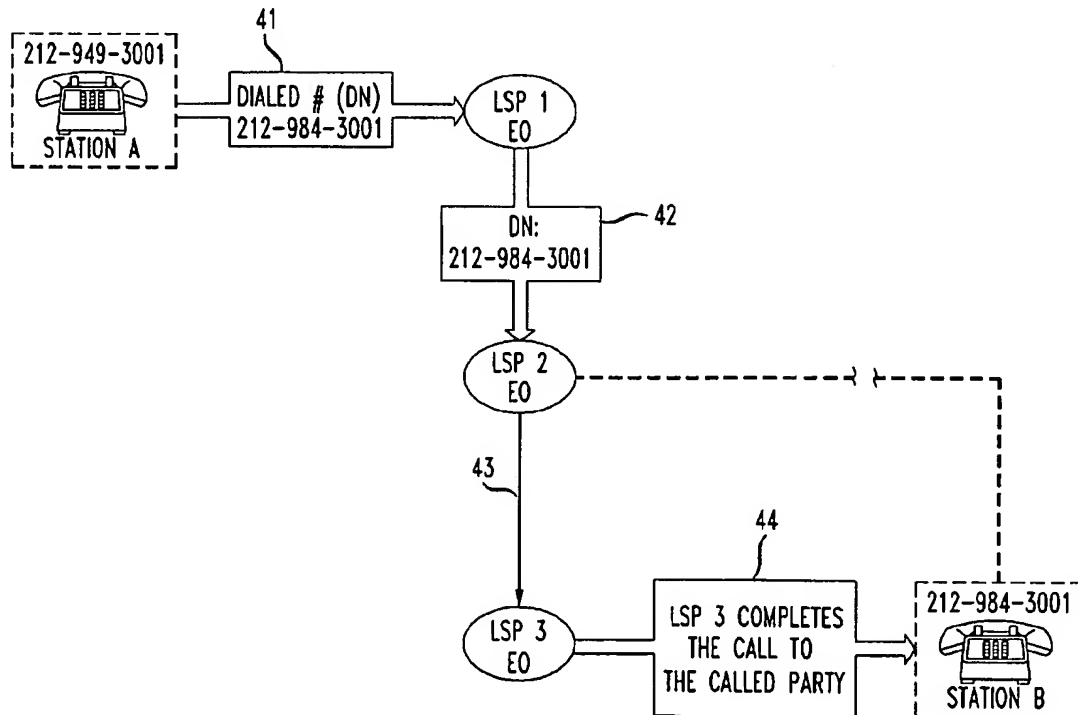 41
212-949-3001
STATION A
DIALED # (DN)
212-984-3001
LSP 1
EO
42
DN:
212-984-3001
LSP 2
EO
43
LSP 3
EO
44
LSP 3 COMPLETES
THE CALL TO
THE CALLED PARTY
212-984-3001
STATION B